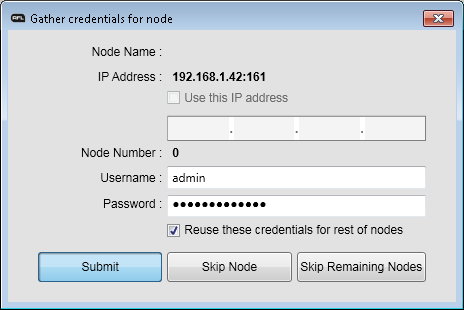 AFL Gather credentials for node
Node Name :
IP Address : 192.168.1.42:161
Use this IP address
. . .
Node Number : 0
Username : admin
Password : ●●●●●●●●●●●●●
Reuse these credentials for rest of nodes
Submit Skip Node Skip Remaining Nodes